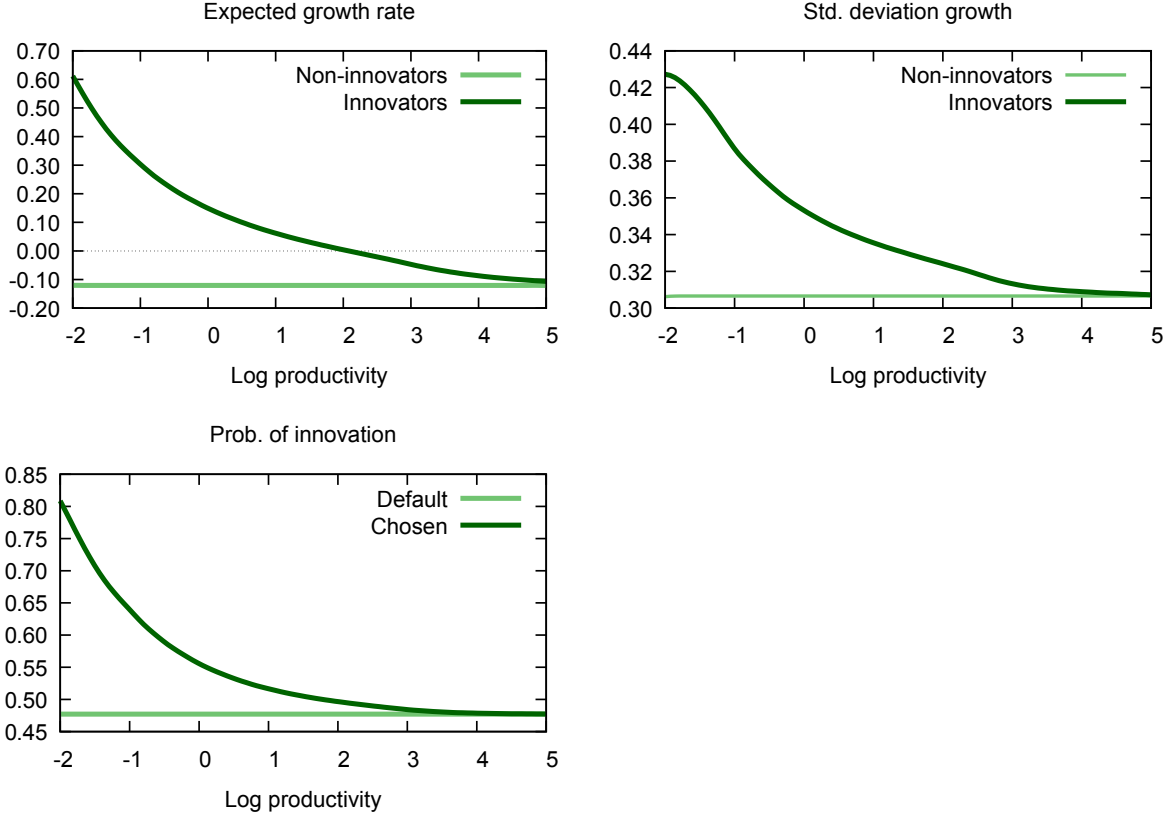 Expected growth rate
0.70
0.60
0.50
0.40
0.30
0.20
0.10
0.00
-0.10
-0.20
Non-innovators
Innovators
-2 -1 0 1 2 3 4 5
Log productivity
Std. deviation growth
0.44
0.42
0.40
0.38
0.36
0.34
0.32
0.30
Non-innovators
Innovators
-2 -1 0 1 2 3 4 5
Log productivity
Prob. of innovation
0.85
0.80
0.75
0.70
0.65
0.60
0.55
0.50
0.45
Default
Chosen
-2 -1 0 1 2 3 4 5
Log productivity